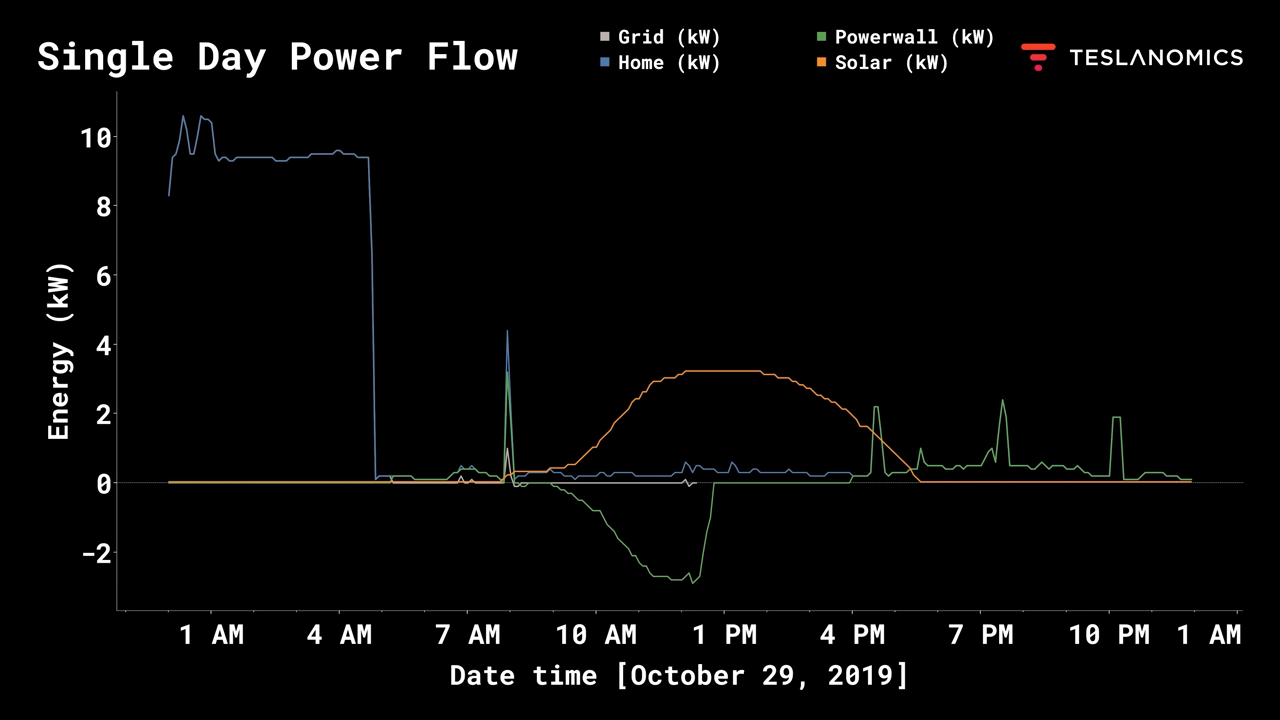 Single Day Power Flow
Grid (kW)
Powerwall (kW)
Home (kW)
Solar (kW)
TESLANOMICS
Energy (kW)
10
8
6
4
2
0
−2
1 AM
4 AM
7 AM
10 AM
1 PM
4 PM
7 PM
10 PM
1 AM
Date time [October 29, 2019]